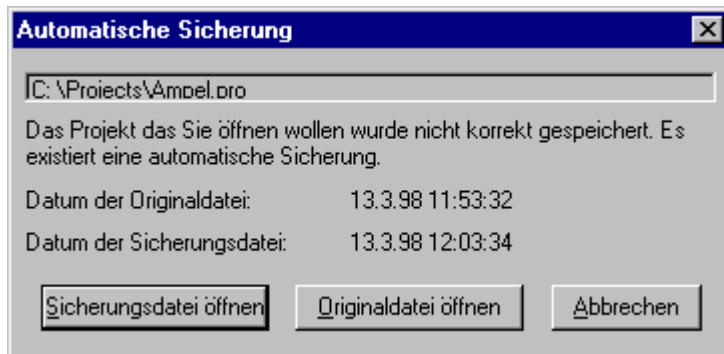 Automatische Sicherung
C: \Projects\Ampel.pro
Das Projekt das Sie öffnen wollen wurde nicht korrekt gespeichert. Es
existiert eine automatische Sicherung.
Datum der Originaldatei: 13.3.98 11:53:32
Datum der Sicherungsdatei: 13.3.98 12:03:34
Sicherungsdatei öffnen Originaldatei öffnen Abbrechen